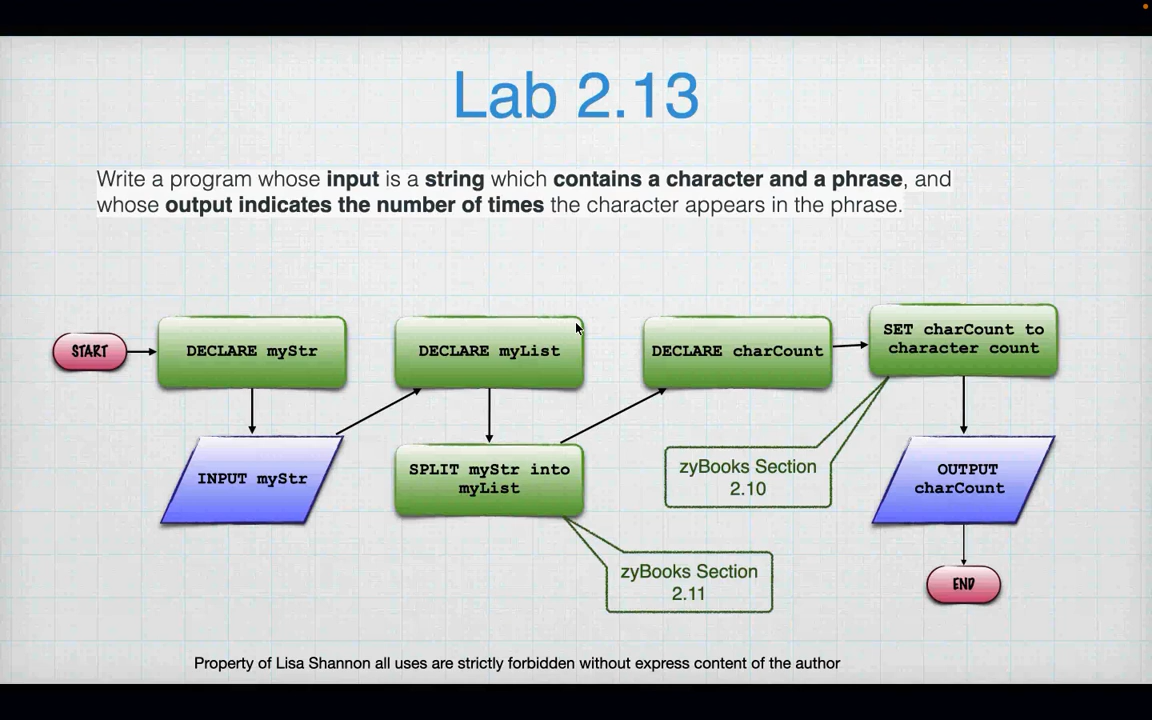 Lab 2.13
Write a program whose input is a string which contains a character and a phrase, and
whose output indicates the number of times the character appears in the phrase.
START
DECLARE myStr
DECLARE myList
DECLARE charCount
SET charCount to
character count
INPUT myStr
SPLIT myStr into
myList
zyBooks Section
2.10
OUTPUT
charCount
zyBooks Section
2.11
END
Property of Lisa Shannon all uses are strictly forbidden without express content of the author